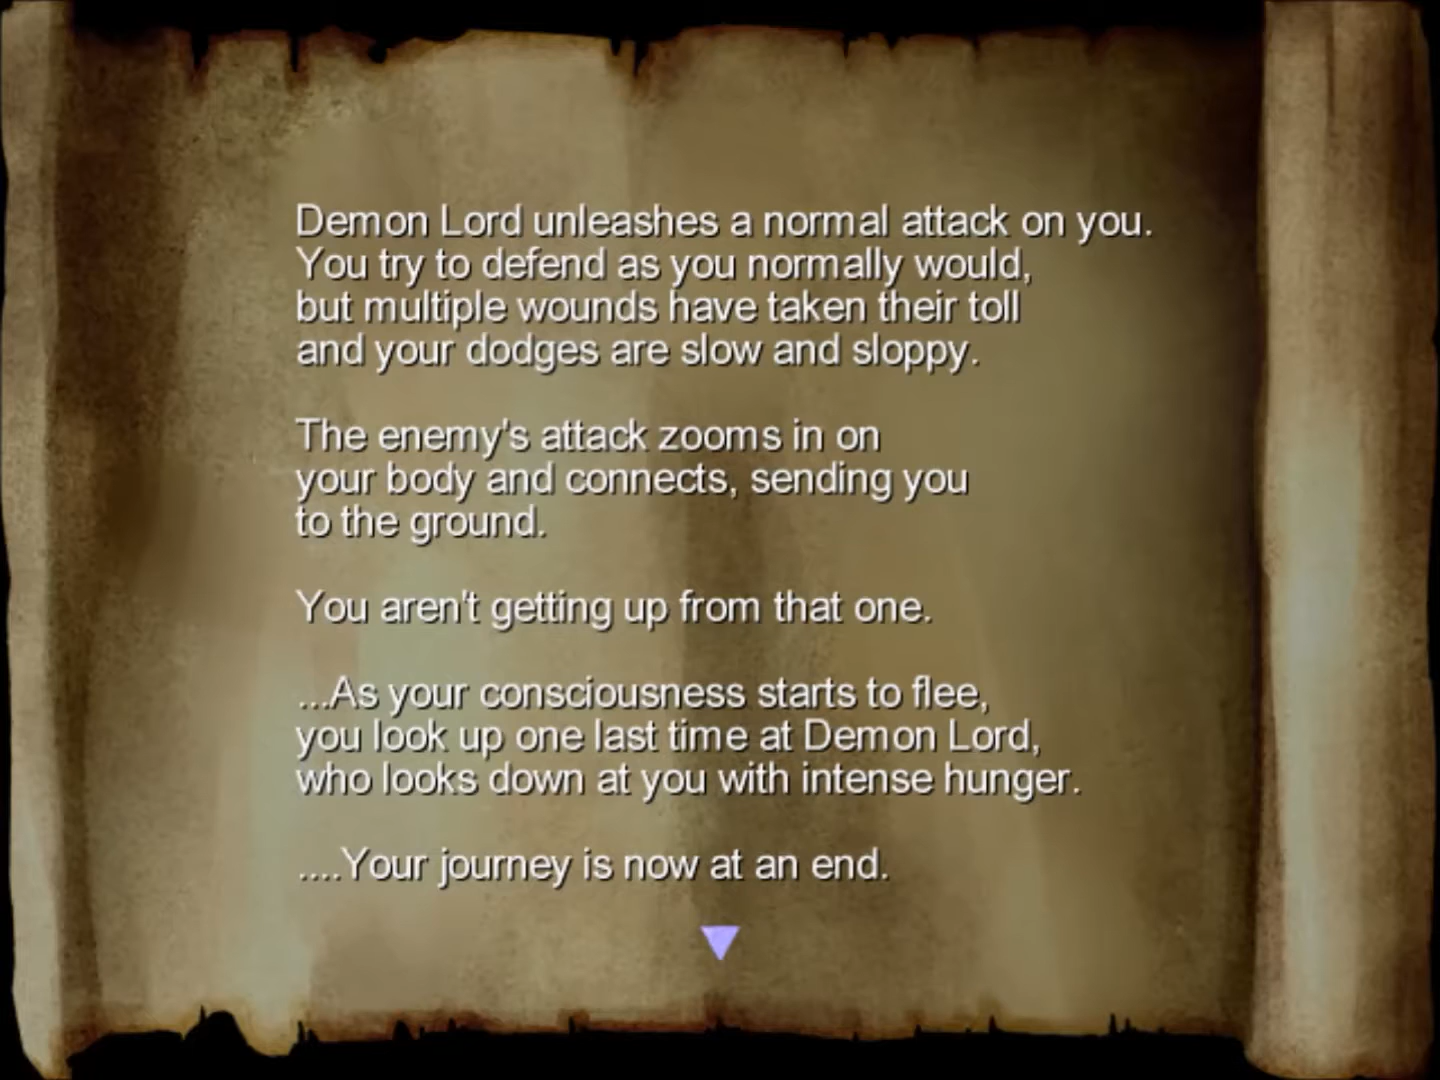 Demon Lord unleashes a normal attack on you.
You try to defend as you normally would,
but multiple wounds have taken their toll
and your dodges are slow and sloppy.
The enemy's attack zooms in on
your body and connects, sending you
to the ground.
You aren't getting up from that one.
...As your consciousness starts to flee,
you look up one last time at Demon Lord,
who looks down at you with intense hunger.
....Your journey is now at an end.